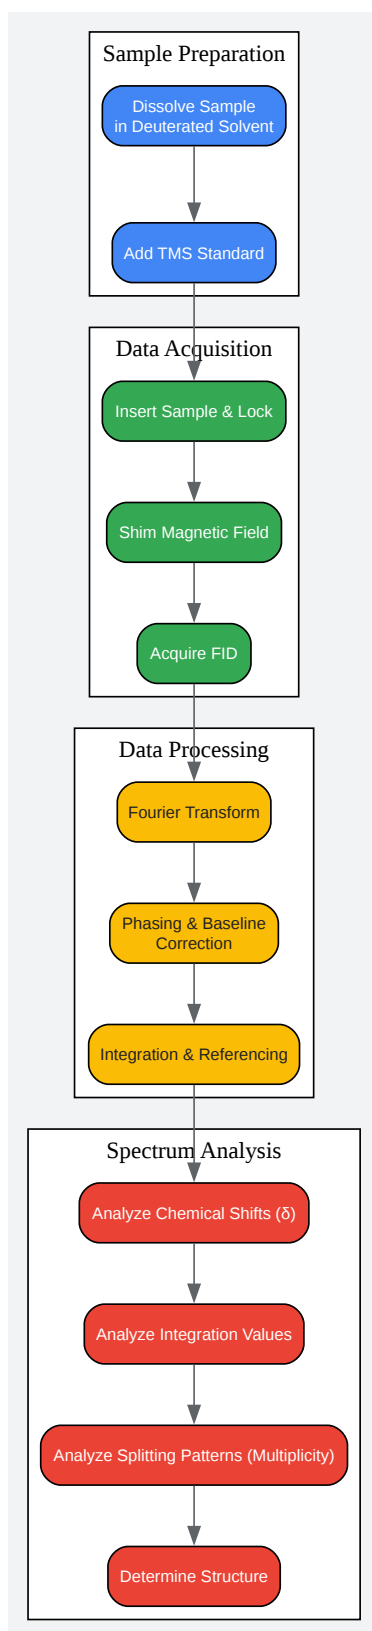 Sample Preparation
Dissolve Sample
in Deuterated Solvent
Add TMS Standard
Data Acquisition
Insert Sample & Lock
Shim Magnetic Field
Acquire FID
Data Processing
Fourier Transform
Phasing & Baseline
Correction
Integration & Referencing
Spectrum Analysis
Analyze Chemical Shifts (δ)
Analyze Integration Values
Analyze Splitting Patterns (Multiplicity)
Determine Structure